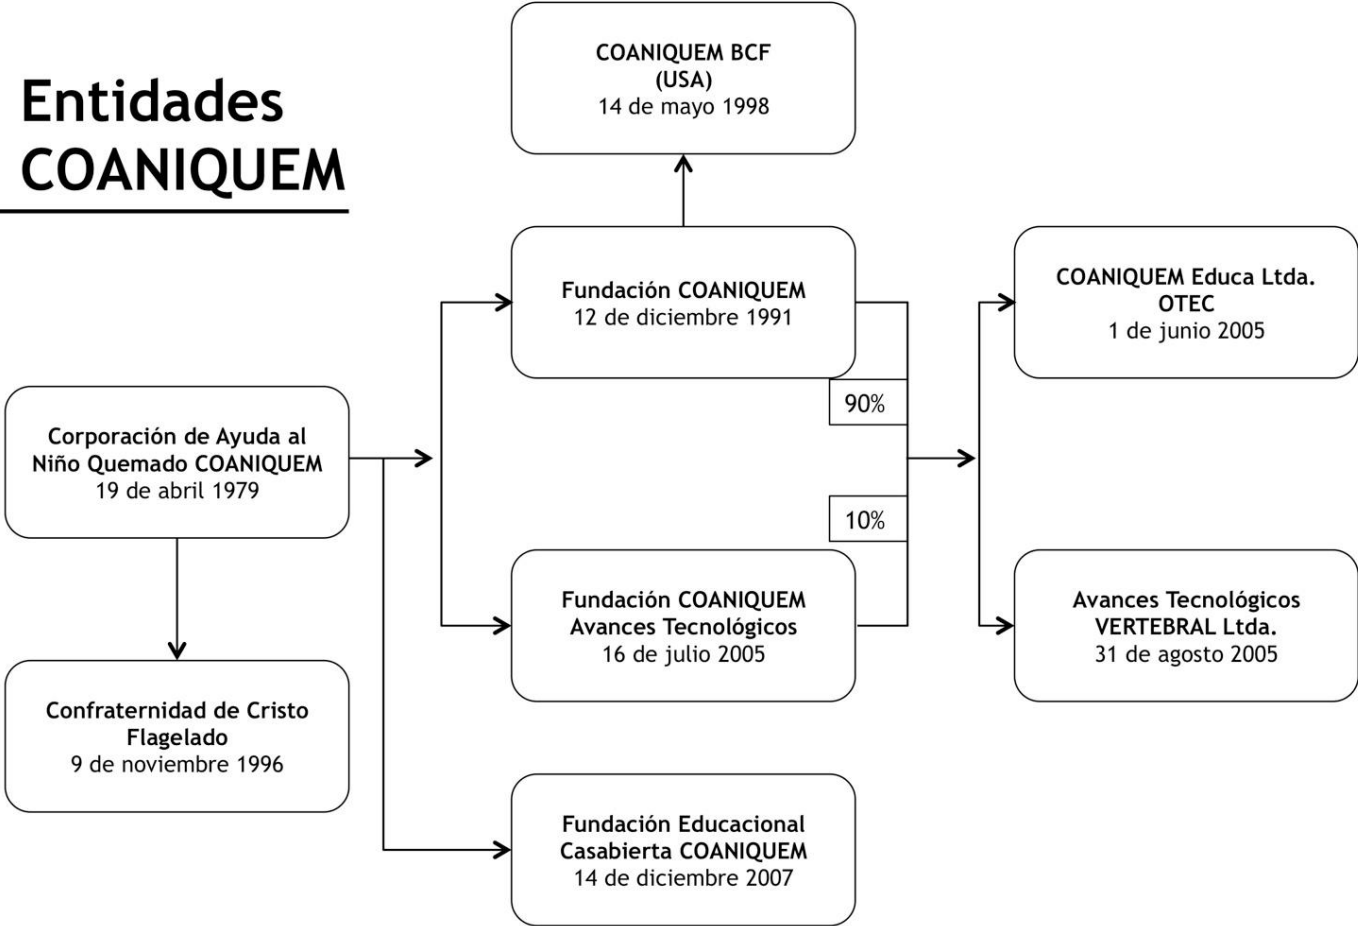 Entidades
COANIQUEM
COANIQUEM BCF
(USA)
14 de mayo 1998
Fundación COANIQUEM
12 de diciembre 1991
COANIQUEM Educa Ltda.
OTEC
1 de junio 2005
90%
Corporación de Ayuda al
Niño Quemado COANIQUEM
19 de abril 1979
10%
Fundación COANIQUEM
Avances Tecnológicos
16 de julio 2005
Avances Tecnológicos
VERTEBRAL Ltda.
31 de agosto 2005
Confraternidad de Cristo
Flagelado
9 de noviembre 1996
Fundación Educacional
Casabierta COANIQUEM
14 de diciembre 2007